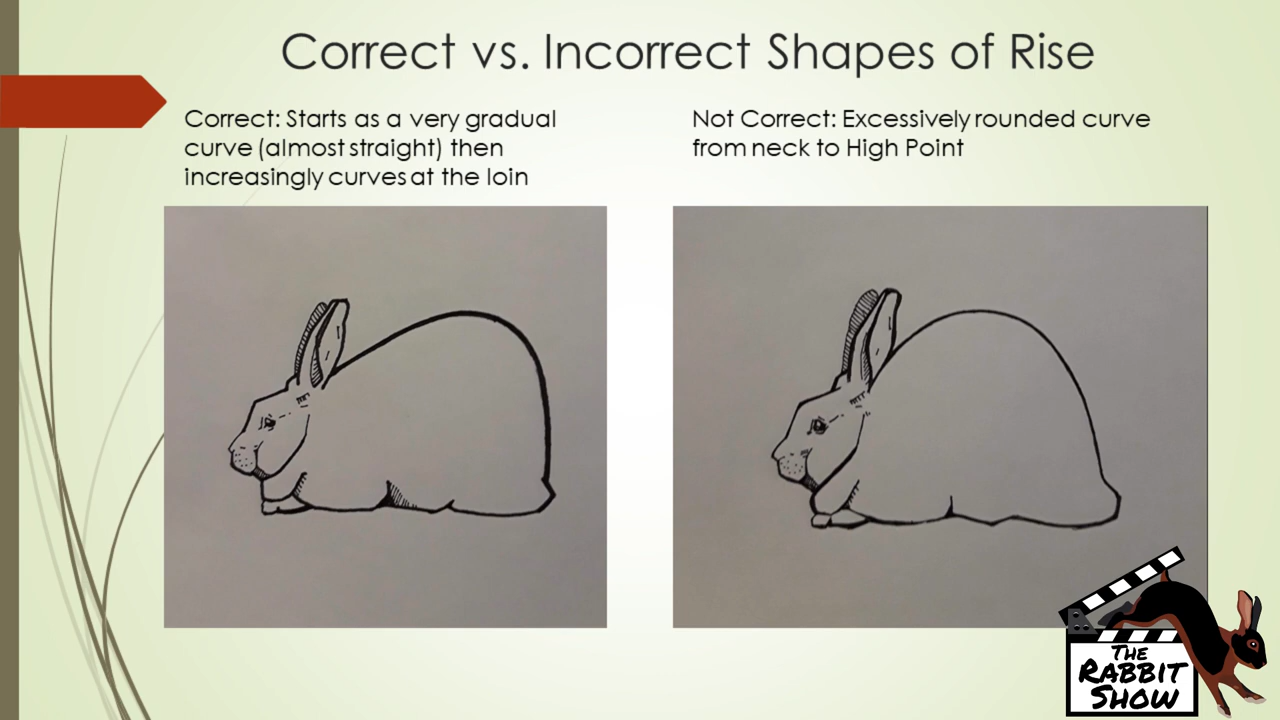 Correct vs. Incorrect Shapes of Rise
Correct: Starts as a very gradual
curve (almost straight) then
increasingly curves at the loin
Not Correct: Excessively rounded curve
from neck to High Point
THE
RABBIT
SHOW